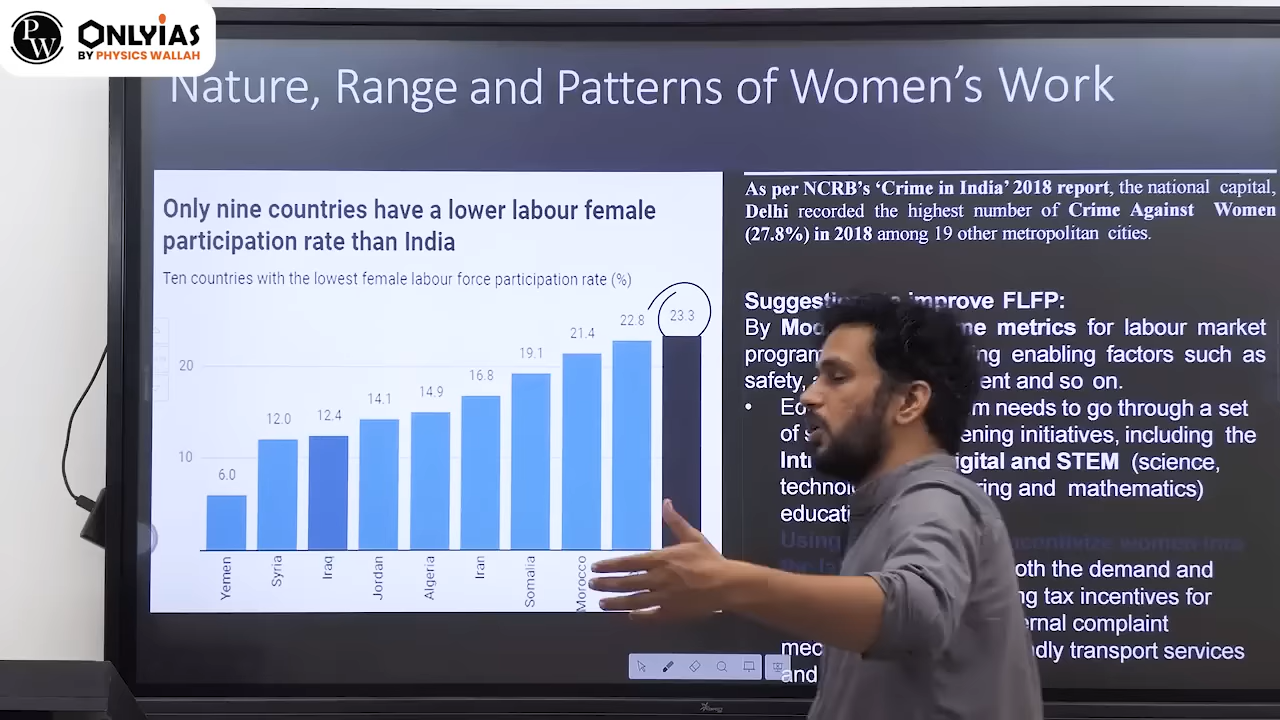 PW
ONLYIAS
BY PHYSICS WALLAH
Nature, Range and Patterns of Women's Work
Only nine countries have a lower labour female
participation rate than India
Ten countries with the lowest female labour force participation rate (%)
20
10
6.0
12.0
12.4
14.1
14.9
16.8
19.1
21.4
22.8
23.3
Yemen
Syria
Iraq
Jordan
Algeria
Iran
Somalia
Morocco
As per NCRB's 'Crime in India' 2018 report, the national capital,
Delhi recorded the highest number of Crime Against Women
(27.8%) in 2018 among 19 other metropolitan cities.
improve FLFP:
By metrics for labour market
enabling factors such as
safety, and so on.
• needs to go through a set
of initiatives, including the
igital and STEM (science,
and mathematics)
Using women into
both the demand and
tax incentives for
complaint
transport services
and